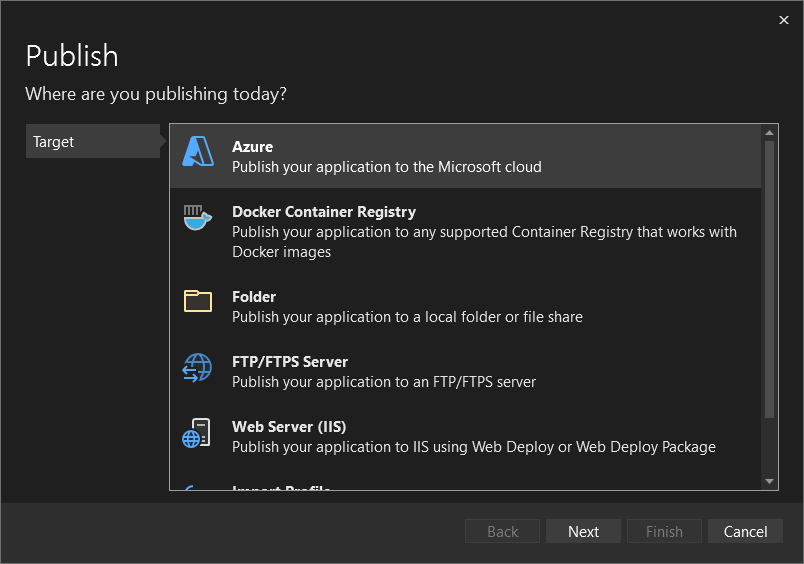 Publish
Where are you publishing today?
Target
Azure
Publish your application to the Microsoft cloud
Docker Container Registry
Publish your application to any supported Container Registry that works with
Docker images
Folder
Publish your application to a local folder or file share
FTP/FTPS Server
Publish your application to an FTP/FTPS server
Web Server (IIS)
Publish your application to IIS using Web Deploy or Web Deploy Package
Import Profile
Back
Next
Finish
Cancel